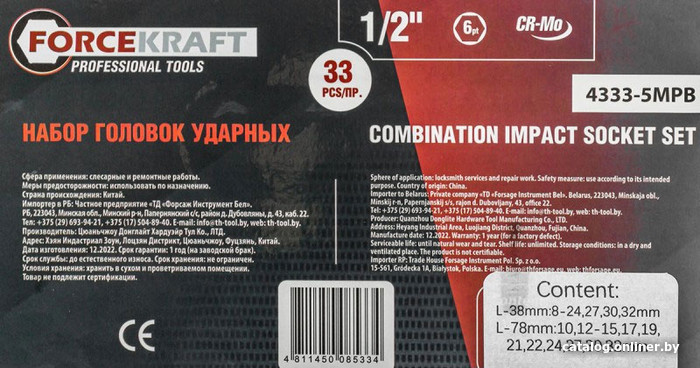 FORCEKRAFT
PROFESSIONAL TOOLS
1/2"
6pt
CR-Mo
33
PCS/ПР.
4333-5MPB
НАБОР ГОЛОВОК УДАРНЫХ
COMBINATION IMPACT SOCKET SET
Сфера применения: слесарные и ремонтные работы.
Меры предосторожности: использовать по назначению.
Страна происхождения: Китай.
Импортер в РБ: Частное предприятие «ТД «Форсаж Инструмент Бел».
РБ, 223043, Минская обл., Минский р-н, Папернянский с/с, район д. Дубовляны, д. 43, каб. 22.
Тел: +375 (29) 693-94-21, +375 (17) 504-89-40. E-mail: info@th-tool.by, web: th-tool.by.
Производитель: Цюаньчжоу Донглайт Хардуэйр Тул Ко., ЛТД.
Адрес: Хэян Индастриал Зоун, Лоцзян Дистрикт, Цюаньчжоу, Фуцзянь, Китай.
Дата изготовления: 12.2022. Срок гарантии: 1 год (на заводской брак).
Срок службы: до естественного износа. Срок хранения: не ограничен.
Условия хранения: хранить в сухом и проветриваемом помещении.
Товар не подлежит сертификации.
Sphere of application: locksmith services and repair work. Safety measure: use according to its intended
purpose. Country of origin: China.
Importer to Belarus: Private company «TD «Forsage Instrument Bel». Belarus, 223043, Minskaja obl.,
Minskij r-n, Papernjanskij s/s, rajon d. Dubovljany, 43, office 22.
Tel: +375 (29) 693-94-21, +375 (17) 504-89-40. E-mail: info@th-tool.by, web: th-tool.by.
Producer: Quanzhou Donglite Hardware Tool Manufacturing Co., LTD.
Address: Heyang Industrial Area, Luojiang District, Quanzhou, Fujian, China.
Manufacture date: 12.2022. Warranty: 1 year (for a factory defect).
Serviceable life: until natural wear and tear. Shelf life: unlimited. Storage conditions: in a dry and
ventilated place. The product is not certifiable.
Importer RP: Trade House Forsage Instrument Pol. Sp. z o.o.
15-561, Gródecka 1A, Białystok, Polska. E-mail: biuro@thforsage.eu
CE
4 811450 085334
Content:
L-38mm:8-24,27,30,32mm
L-78mm:10,12-15,17,19,
21,22,24
catalog.onliner.by